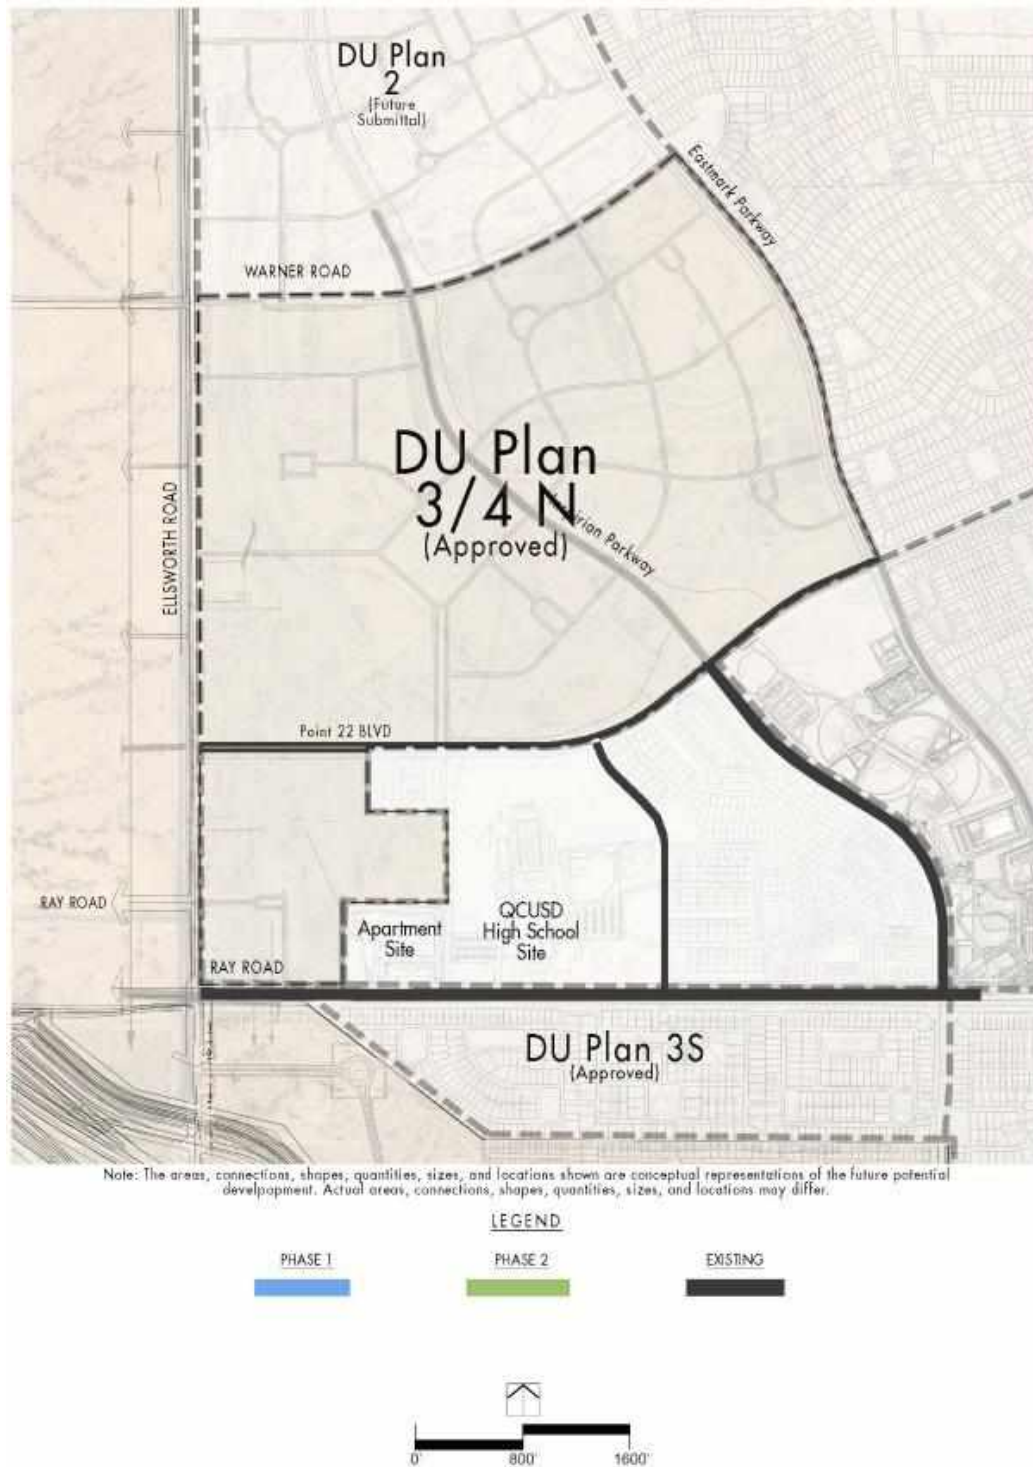 DU Plan
2
(Future
Submittal)
Eastmark Parkway
WARNER ROAD
DU Plan
3/4 N
(Approved)
Parkway
ELLSWORTH ROAD
Point 22 BLVD
RAY ROAD
Apartment
Site
QCUSD
High School
Site
RAY ROAD
DU Plan 3S
(Approved)
Note: The areas, connections, shapes, quantities, sizes, and locations shown are conceptual representations of the future potential
develpopment. Actual areas, connections, shapes, quantities, sizes, and locations may differ.
LEGEND
PHASE 1
PHASE 2
EXISTING
0'
800'
1600'